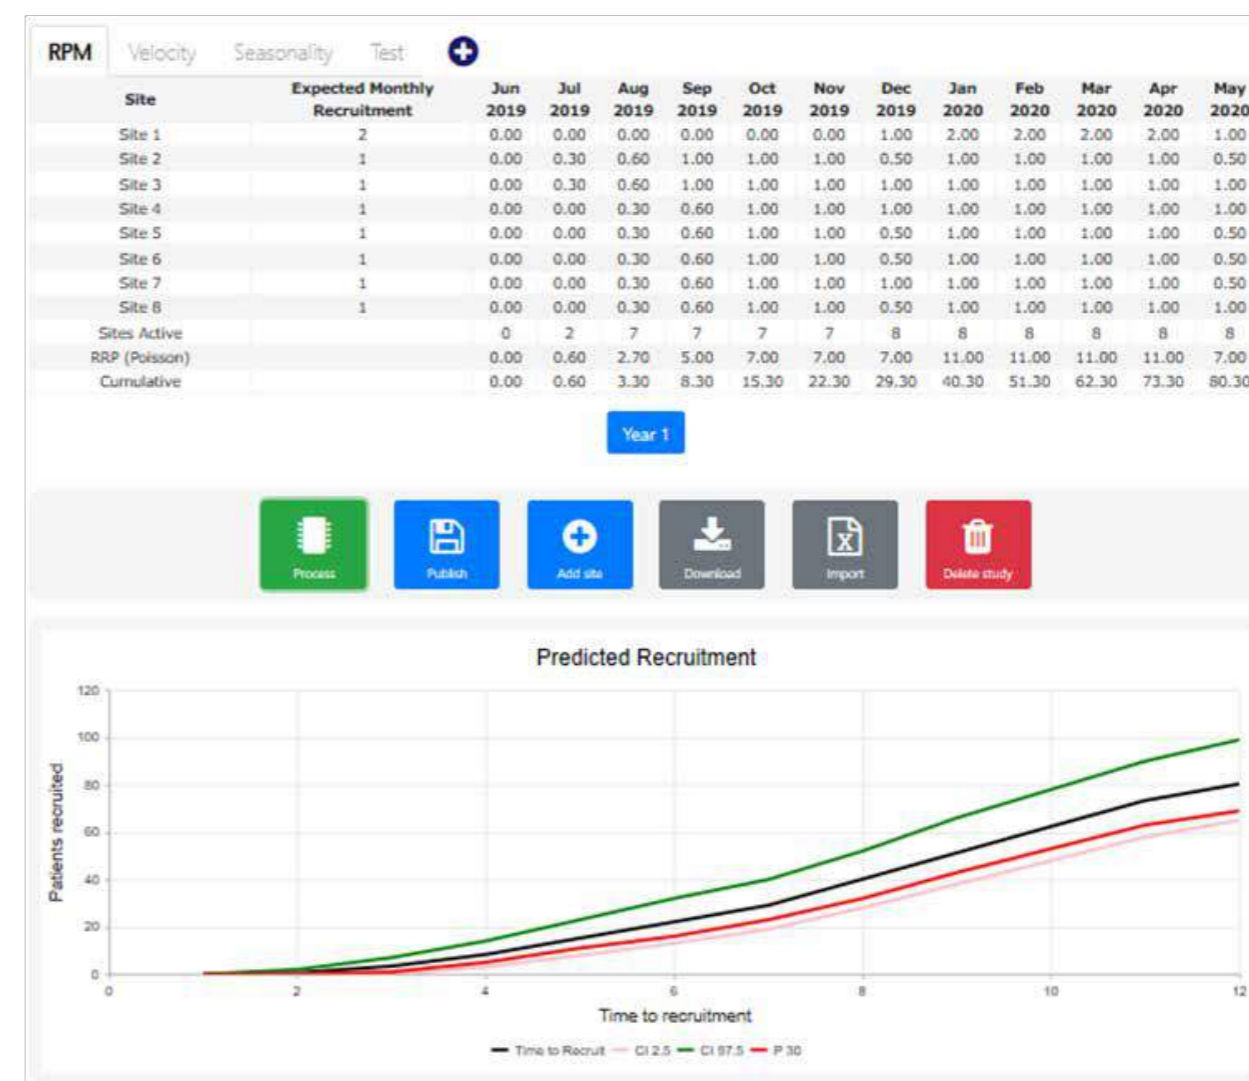 RPM Velocity Seasonality Test
Site Expected Monthly Recruitment Jun 2019 Jul 2019 Aug 2019 Sep 2019 Oct 2019 Nov 2019 Dec 2019 Jan 2020 Feb 2020 Mar 2020 Apr 2020 May 2020
Site 1 2 0.00 0.00 0.00 0.00 0.00 0.00 1.00 2.00 2.00 2.00 2.00 1.00
Site 2 1 0.00 0.30 0.60 1.00 1.00 1.00 0.50 1.00 1.00 1.00 1.00 0.50
Site 3 1 0.00 0.30 0.60 1.00 1.00 1.00 1.00 1.00 1.00 1.00 1.00 1.00
Site 4 1 0.00 0.00 0.30 0.60 1.00 1.00 1.00 1.00 1.00 1.00 1.00 1.00
Site 5 1 0.00 0.00 0.30 0.60 1.00 1.00 0.50 1.00 1.00 1.00 1.00 0.50
Site 6 1 0.00 0.00 0.30 0.60 1.00 1.00 0.50 1.00 1.00 1.00 1.00 0.50
Site 7 1 0.00 0.00 0.30 0.60 1.00 1.00 1.00 1.00 1.00 1.00 1.00 0.50
Site 8 1 0.00 0.00 0.30 0.60 1.00 1.00 0.50 1.00 1.00 1.00 1.00 1.00
Sites Active 0 2 7 7 7 7 8 8 8 8 8 8
RRP (Poisson) 0.00 0.60 2.70 5.00 7.00 7.00 7.00 11.00 11.00 11.00 11.00 7.00
Cumulative 0.00 0.60 3.30 8.30 15.30 22.30 29.30 40.30 51.30 62.30 73.30 80.30
Year 1
Process Publish Add site Download Import Delete study
Predicted Recruitment
Patients recruited
120
100
80
60
40
20
0
0 2 4 6 8 10 12
Time to recruitment
Time to Recruit CI 2.5 CI 97.5 P 30